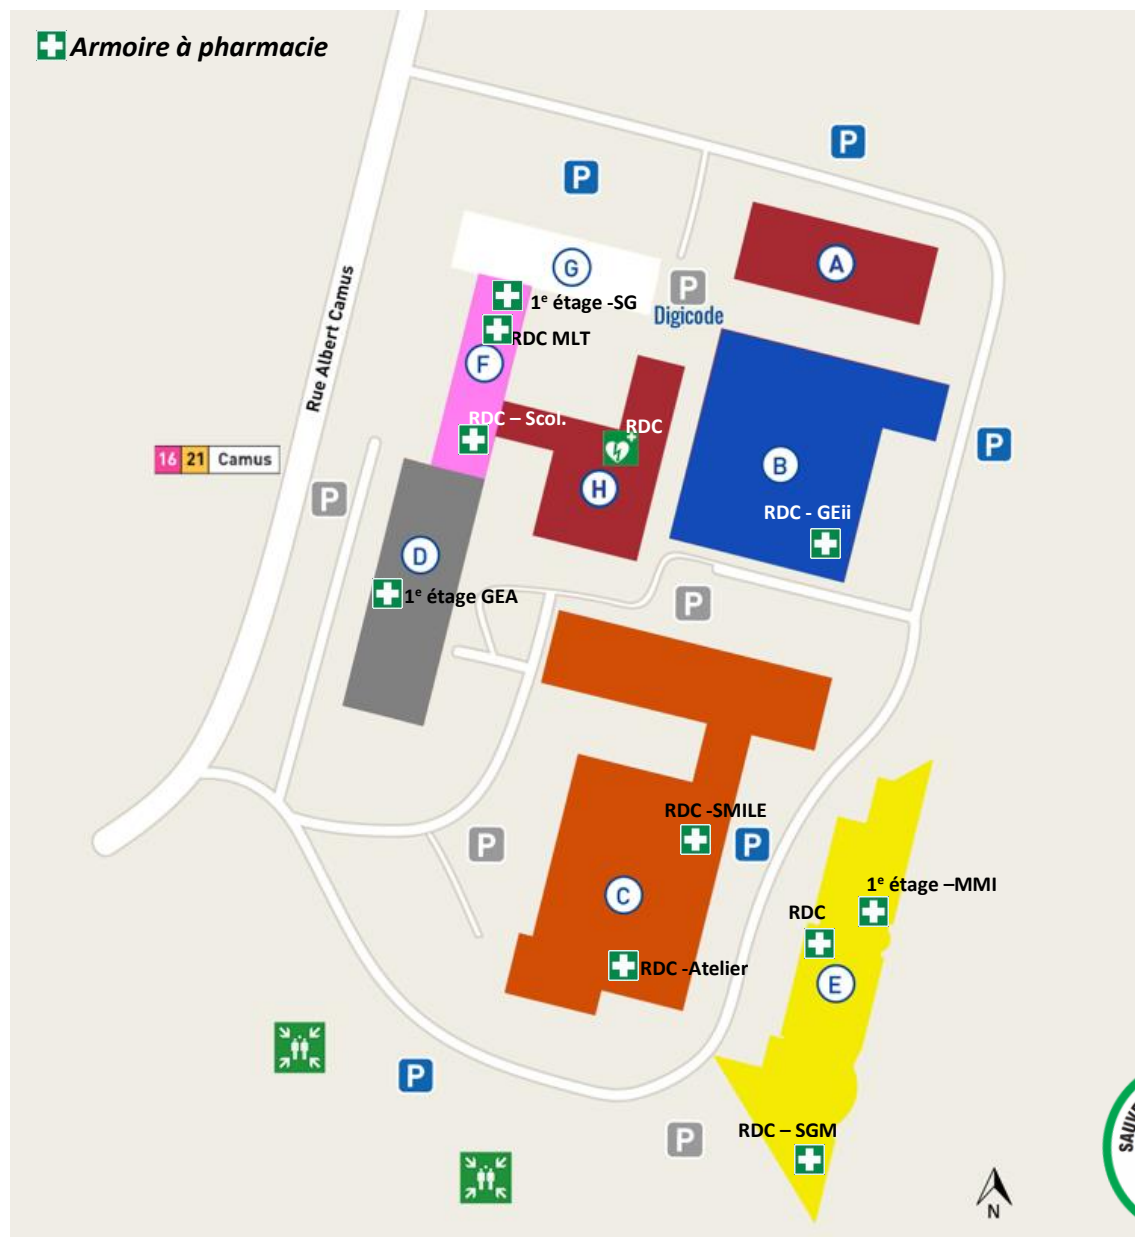 Armoire à pharmacie
P
P
A
G
P
Digicode
1e étage -SG
RDC MLT
F
Rue Albert Camus
RDC – Scol.
RDC
P
16 21 Camus
B
H
P
RDC - GEii
D
1e étage GEA
P
RDC -SMILE
P
P
1e étage –MMI
C
RDC
RDC -Atelier
E
P
RDC – SGM
P
N